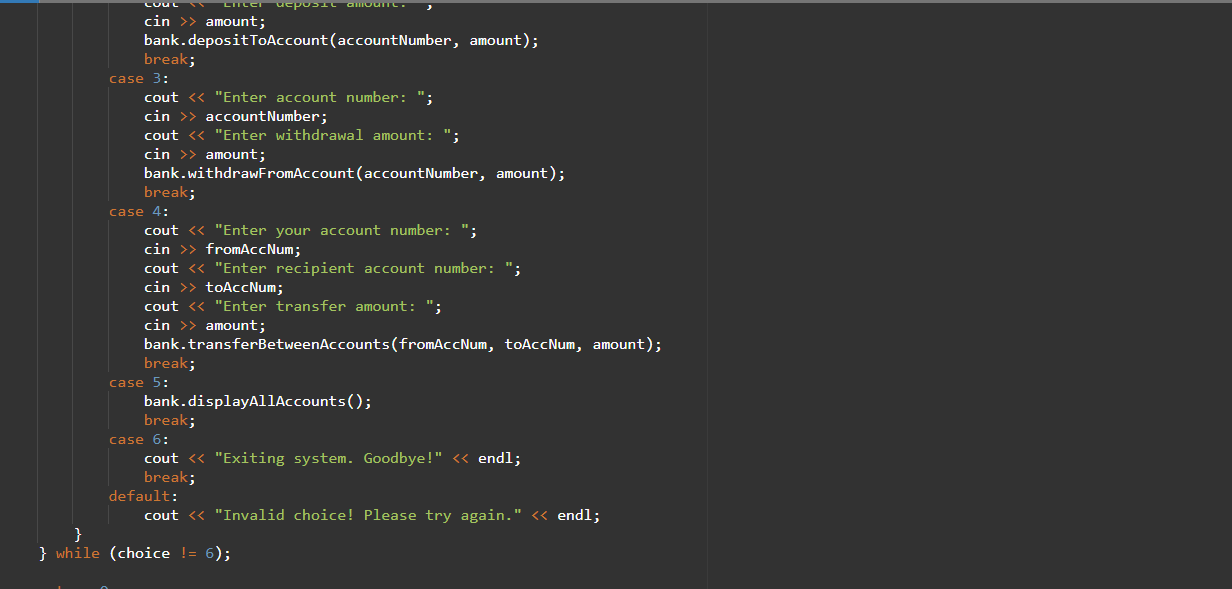 cout << "Enter deposit amount: ";
cin >> amount;
bank.depositToAccount(accountNumber, amount);
break;
case 3:
cout << "Enter account number: ";
cin >> accountNumber;
cout << "Enter withdrawal amount: ";
cin >> amount;
bank.withdrawFromAccount(accountNumber, amount);
break;
case 4:
cout << "Enter your account number: ";
cin >> fromAccNum;
cout << "Enter recipient account number: ";
cin >> toAccNum;
cout << "Enter transfer amount: ";
cin >> amount;
bank.transferBetweenAccounts(fromAccNum, toAccNum, amount);
break;
case 5:
bank.displayAllAccounts();
break;
case 6:
cout << "Exiting system. Goodbye!" << endl;
break;
default:
cout << "Invalid choice! Please try again." << endl;
}
} while (choice != 6);